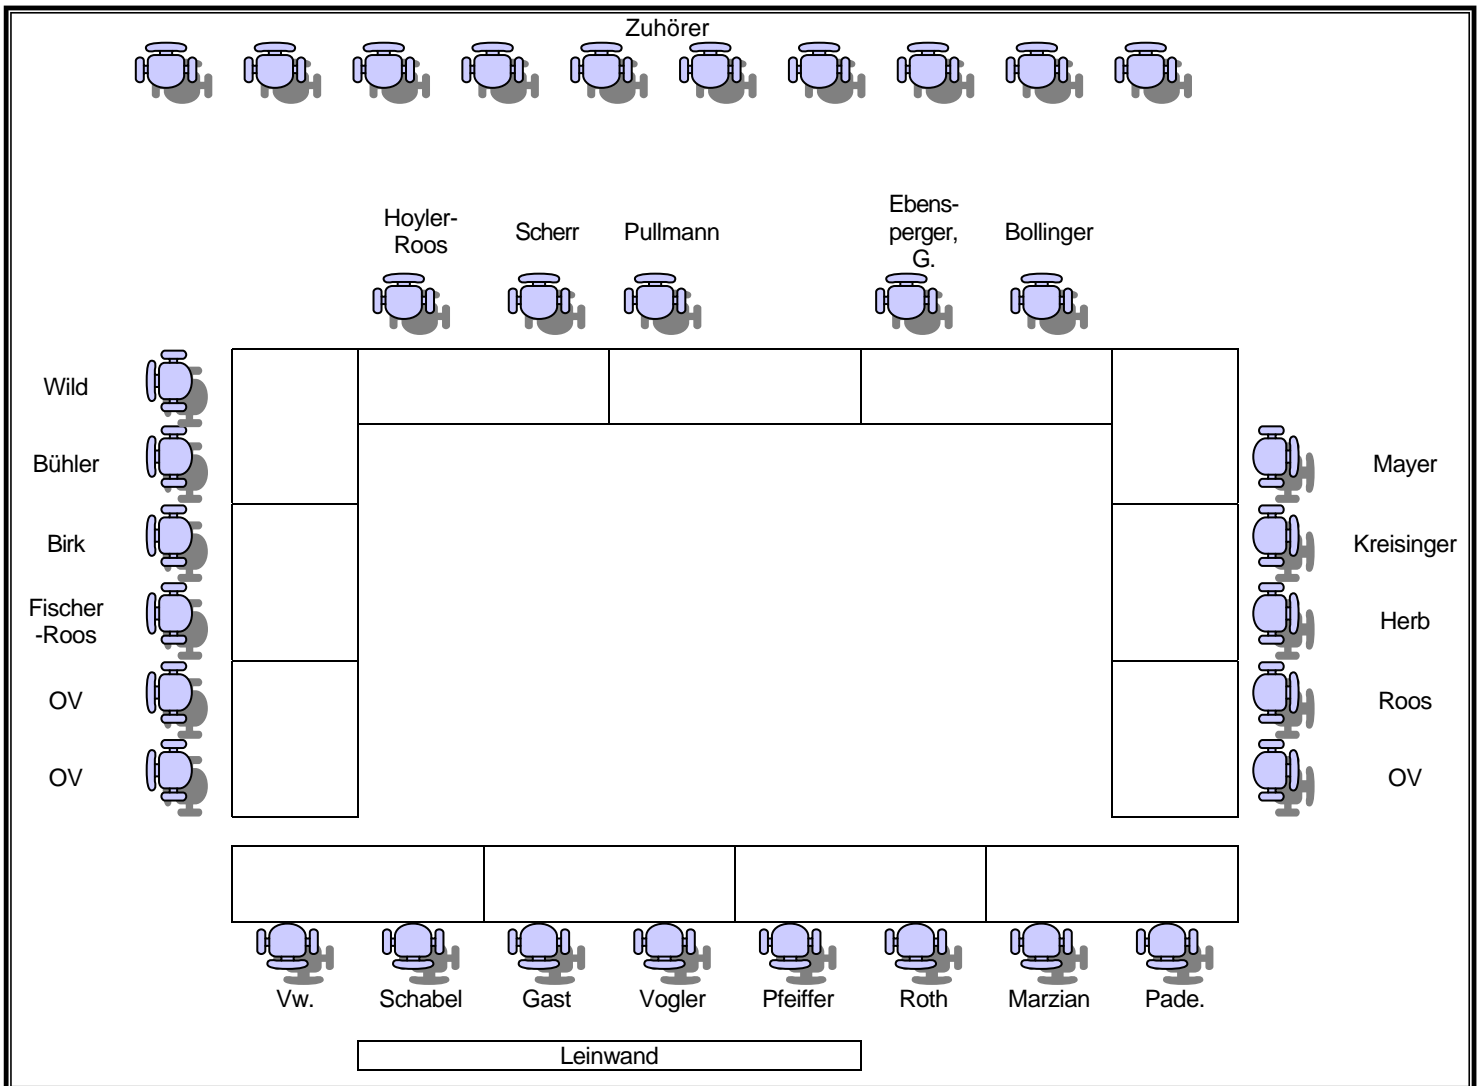 Zuhörer
Hoyler-
Roos
Scherr
Pullmann
Ebens-
perger,
G.
Bollinger
Wild
Bühler
Mayer
Birk
Kreisinger
Fischer
-Roos
Herb
OV
Roos
OV
OV
Vw.
Schabel
Gast
Vogler
Pfeiffer
Roth
Marzian
Pade.
Leinwand